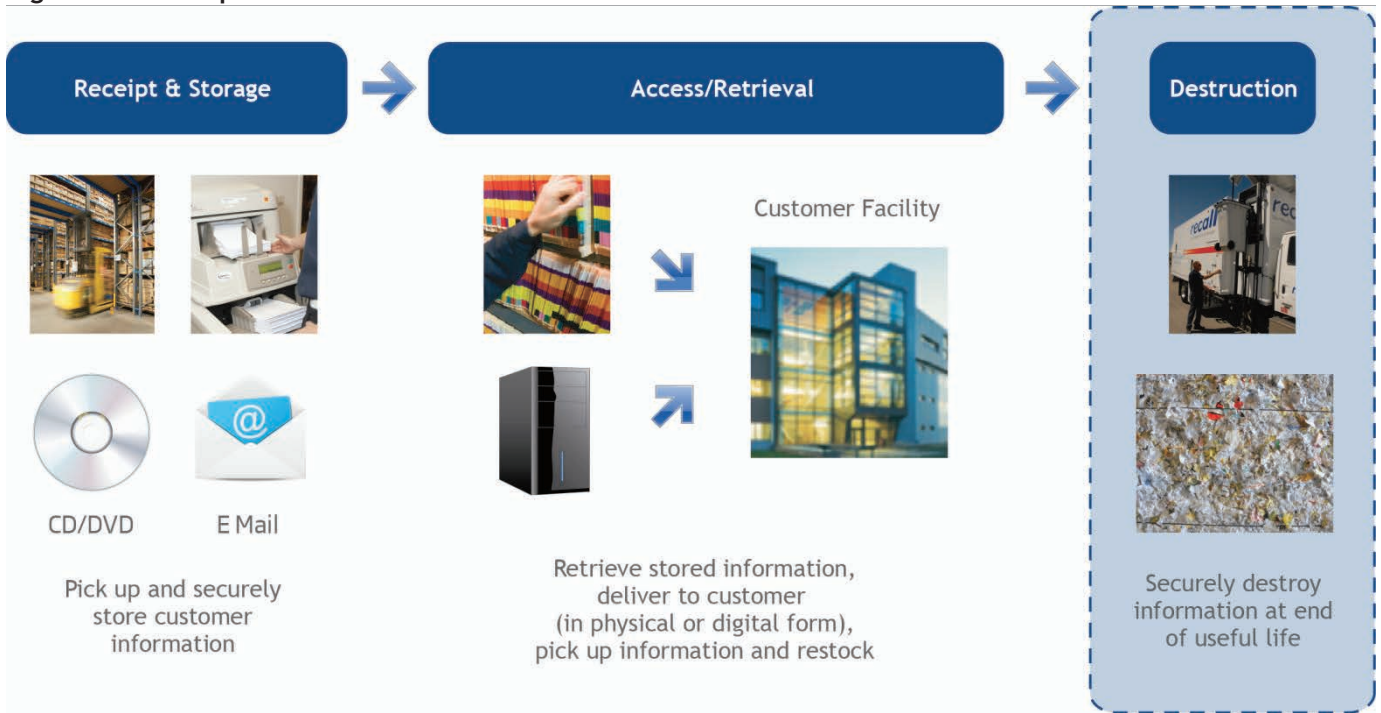 Receipt & Storage
Access/Retrieval
Destruction
Customer Facility
recall
rec
@
CD/DVD
E Mail
Pick up and securely
store customer
information
Retrieve stored information,
deliver to customer
(in physical or digital form),
pick up information and restock
Securely destroy
information at end
of useful life